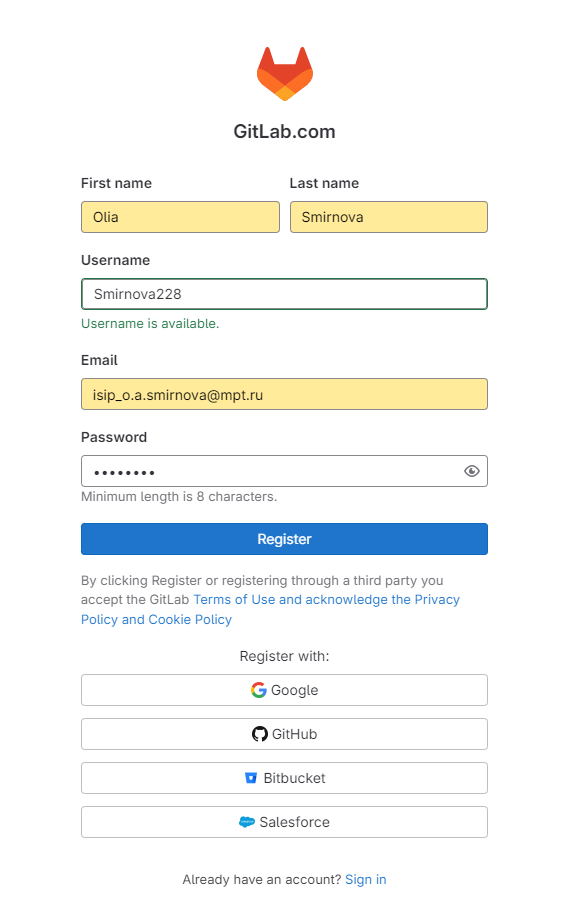 GitLab.com
First name Last name
Olia Smirnova
Username
Smirnova228
Username is available.
Email
isip_o.a.smirnova@mpt.ru
Password
••••••••
Minimum length is 8 characters.
Register
By clicking Register or registering through a third party you
accept the GitLab Terms of Use and acknowledge the Privacy
Policy and Cookie Policy
Register with:
Google
GitHub
Bitbucket
Salesforce
Already have an account? Sign in